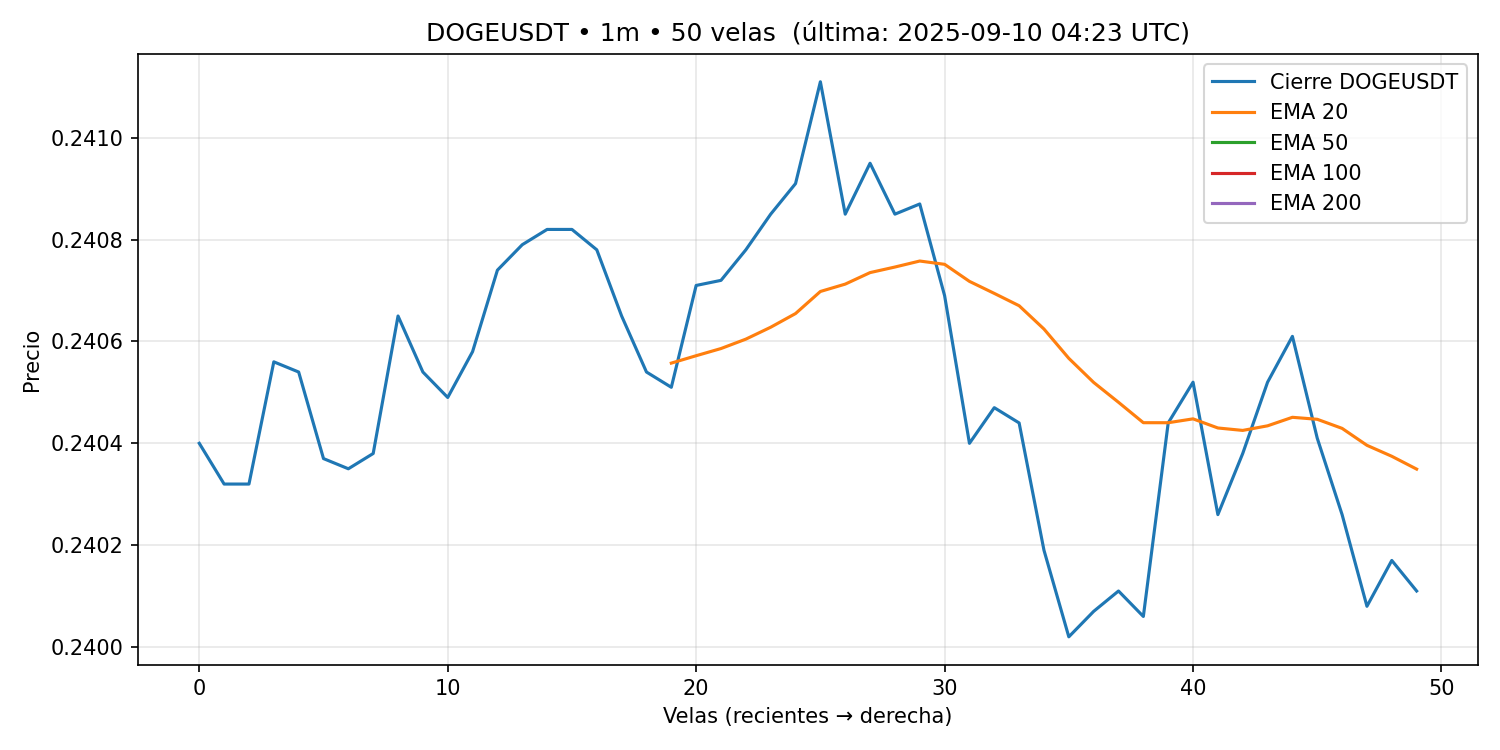 DOGEUSDT • 1m • 50 velas  (última: 2025-09-10 04:23 UTC)
Cierre DOGEUSDT
EMA 20
EMA 50
EMA 100
EMA 200
Precio
0.2410
0.2408
0.2406
0.2404
0.2402
0.2400
0 10 20 30 40 50
Velas (recientes → derecha)